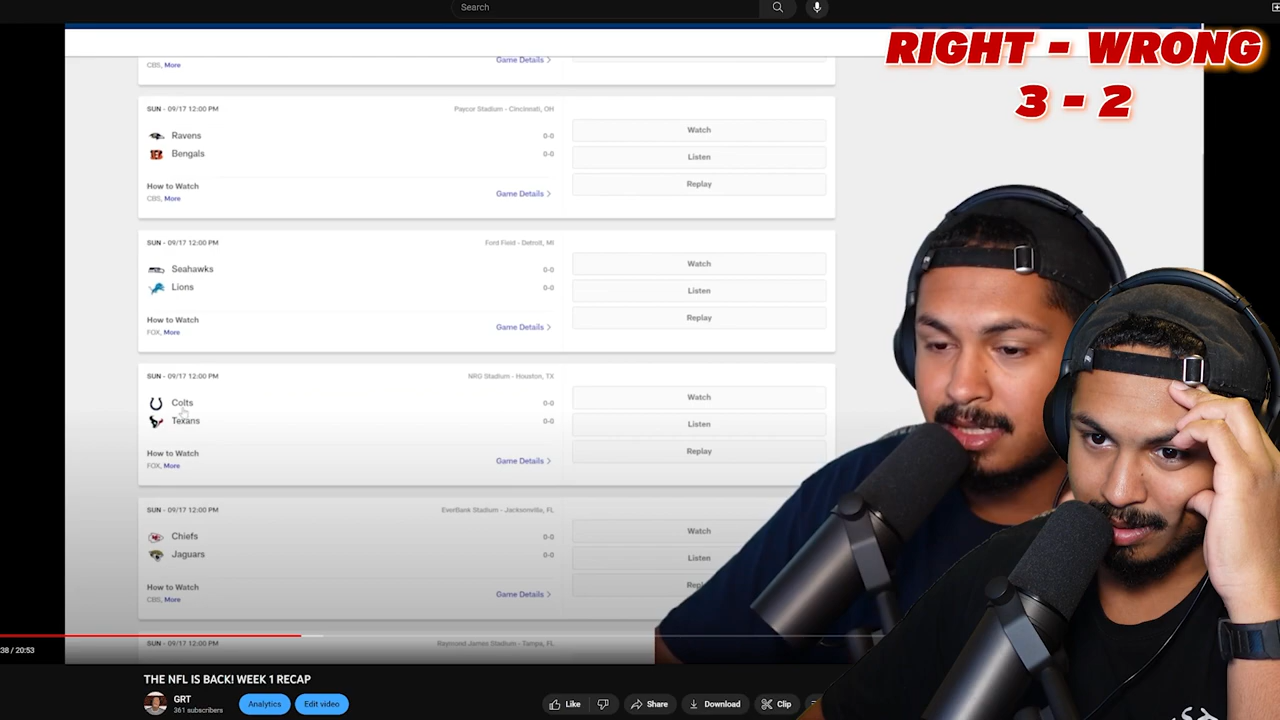 Search
RIGHT - WRONG
3 - 2
CBS, More
Game Details >
SUN - 09/17 12:00 PM
Paycor Stadium - Cincinnati, OH
Ravens
0-0
Bengals
0-0
How to Watch
CBS, More
Game Details >
Watch
Listen
Replay
SUN - 09/17 12:00 PM
Ford Field - Detroit, MI
Seahawks
0-0
Lions
0-0
How to Watch
FOX, More
Game Details >
Watch
Listen
Replay
SUN - 09/17 12:00 PM
NRG Stadium - Houston, TX
Colts
0-0
Texans
0-0
How to Watch
FOX, More
Game Details >
Watch
Listen
Replay
SUN - 09/17 12:00 PM
EverBank Stadium - Jacksonville, FL
Chiefs
0-0
Jaguars
0-0
How to Watch
CBS, More
Game Details >
Watch
Listen
Repl
SUN - 09/17 12:00 PM
Raymond James Stadium - Tampa, FL
38 / 20:53
THE NFL IS BACK! WEEK 1 RECAP
GRT
361 subscribers
Analytics
Edit video
Like
Share
Download
Clip